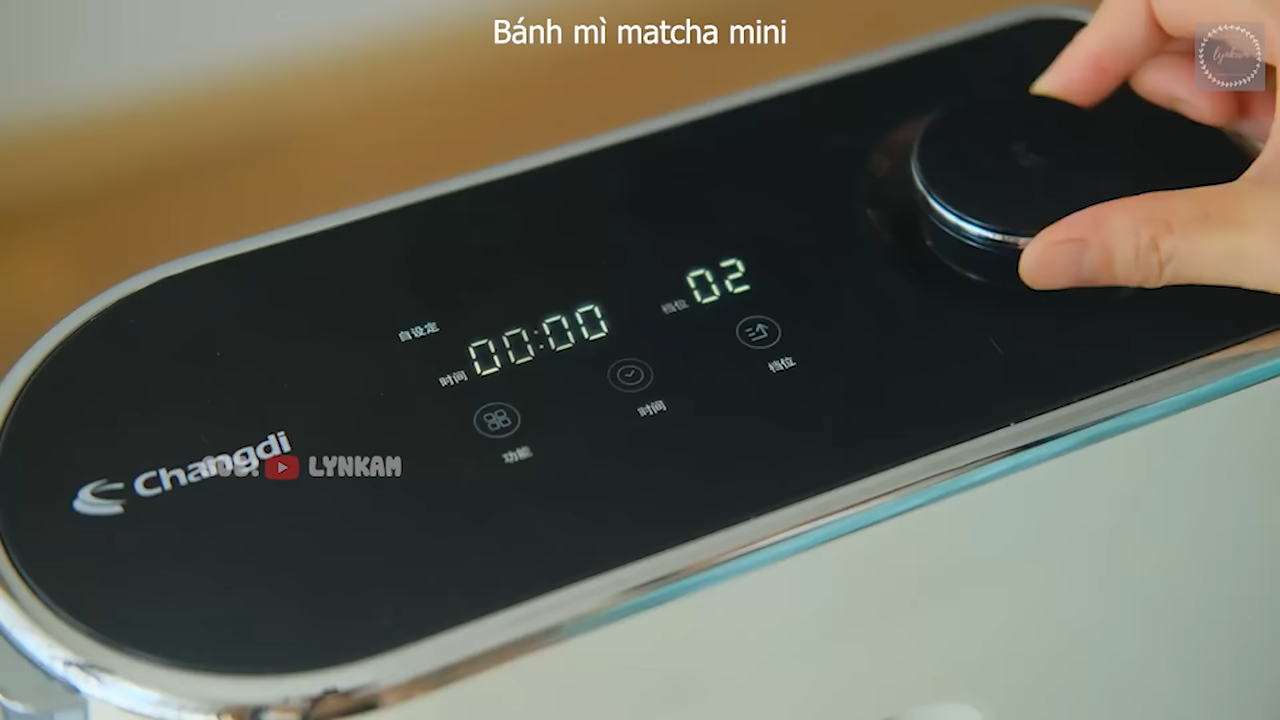 Bánh mì matcha mini
lynkam
自设定
时间 00:00
档位 02
功能
时间
档位
Changdi
LYNKAM